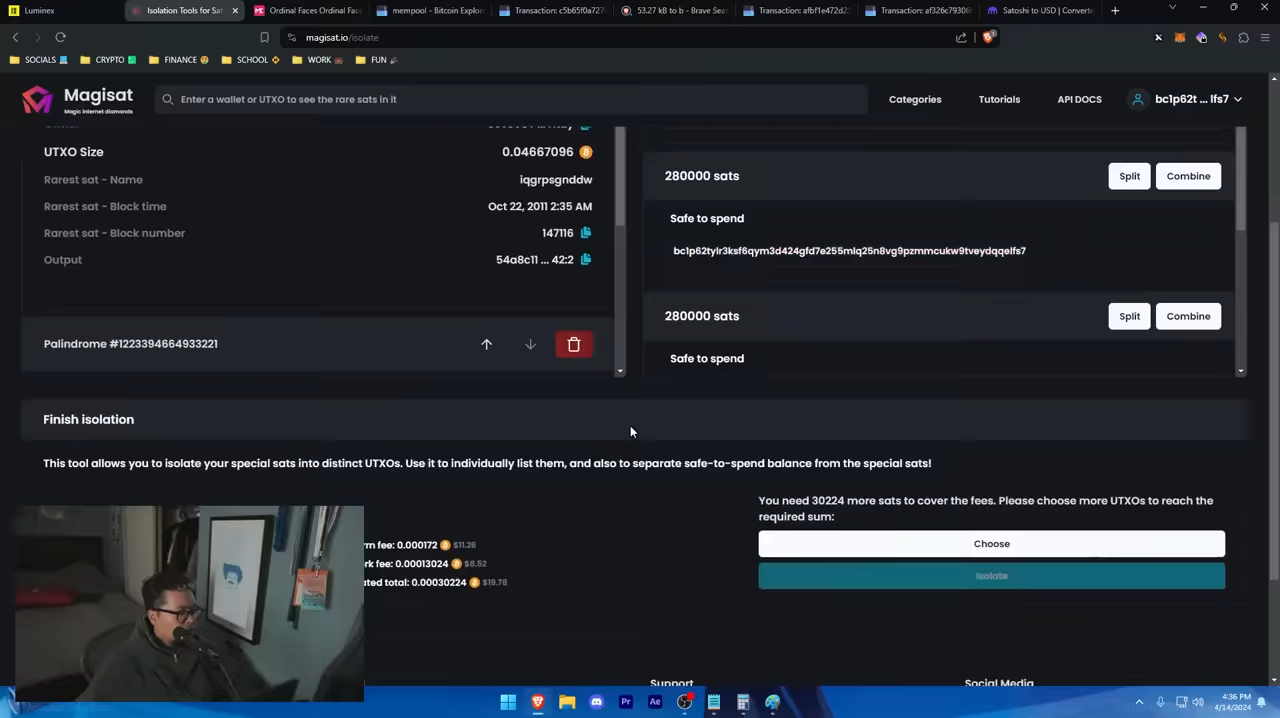 Luminex
Isolation Tools for Sat
Ordinal Faces Ordinal Face
mempool - Bitcoin Explor
Transaction: c5b65f0a727
53.27 kB to b - Brave Sea
Transaction: afbf1e472d2
Transaction: af326c79306
Satoshi to USD | Converte
magisat.io/isolate
SOCIALS
CRYPTO
FINANCE
SCHOOL
WORK
FUN
Magisat
Magic internet diamonds
Enter a wallet or UTXO to see the rare sats in it
Categories
Tutorials
API DOCS
bc1p62t ... lfs7
UTXO Size
0.04667096
Rarest sat - Name
iqgrpsgnddw
Rarest sat - Block time
Oct 22, 2011 2:35 AM
Rarest sat - Block number
147116
Output
54a8c11 ... 42:2
Palindrome #1223394664933221
280000 sats
Split
Combine
Safe to spend
bc1p62tylr3ksf6qym3d424gfd7e255mlq25n8vg9pzmmcukw9tveydqqelfs7
280000 sats
Split
Combine
Safe to spend
Finish isolation
This tool allows you to isolate your special sats into distinct UTXOs. Use it to individually list them, and also to separate safe-to-spend balance from the special sats!
rm fee: 0.000172 $11.26
rk fee: 0.00013024 $8.52
ated total: 0.00030224 $19.78
You need 30224 more sats to cover the fees. Please choose more UTXOs to reach the
required sum:
Choose
Isolate
Support
Social Media
Pr
Ae
4:36 PM
4/14/2024